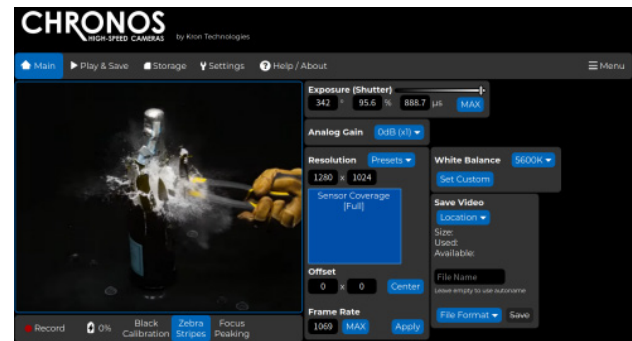 CHRONOS
HIGH-SPEED CAMERAS by Kron Technologies
Main Play & Save Storage Settings Help / About Menu
Exposure (Shutter)
342 ° 95.6 % 888.7 µs MAX
Analog Gain 0dB (x1)
Resolution Presets
1280 x 1024
Sensor Coverage
[Full]
Offset
0 x 0 Center
Frame Rate
1069 MAX Apply
White Balance 5600K
Set Custom
Save Video
Location
Size:
Used:
Available:
File Name
Leave empty to use autoname
File Format Save
Record 0% Black Calibration Zebra Stripes Focus Peaking